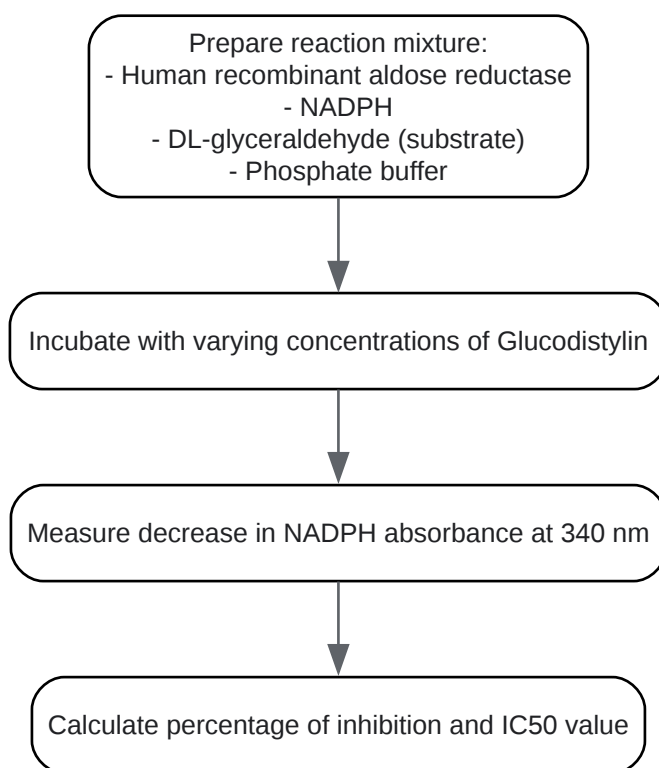 Prepare reaction mixture:
- Human recombinant aldose reductase
- NADPH
- DL-glyceraldehyde (substrate)
- Phosphate buffer
Incubate with varying concentrations of Glucodistylin
Measure decrease in NADPH absorbance at 340 nm
Calculate percentage of inhibition and IC50 value